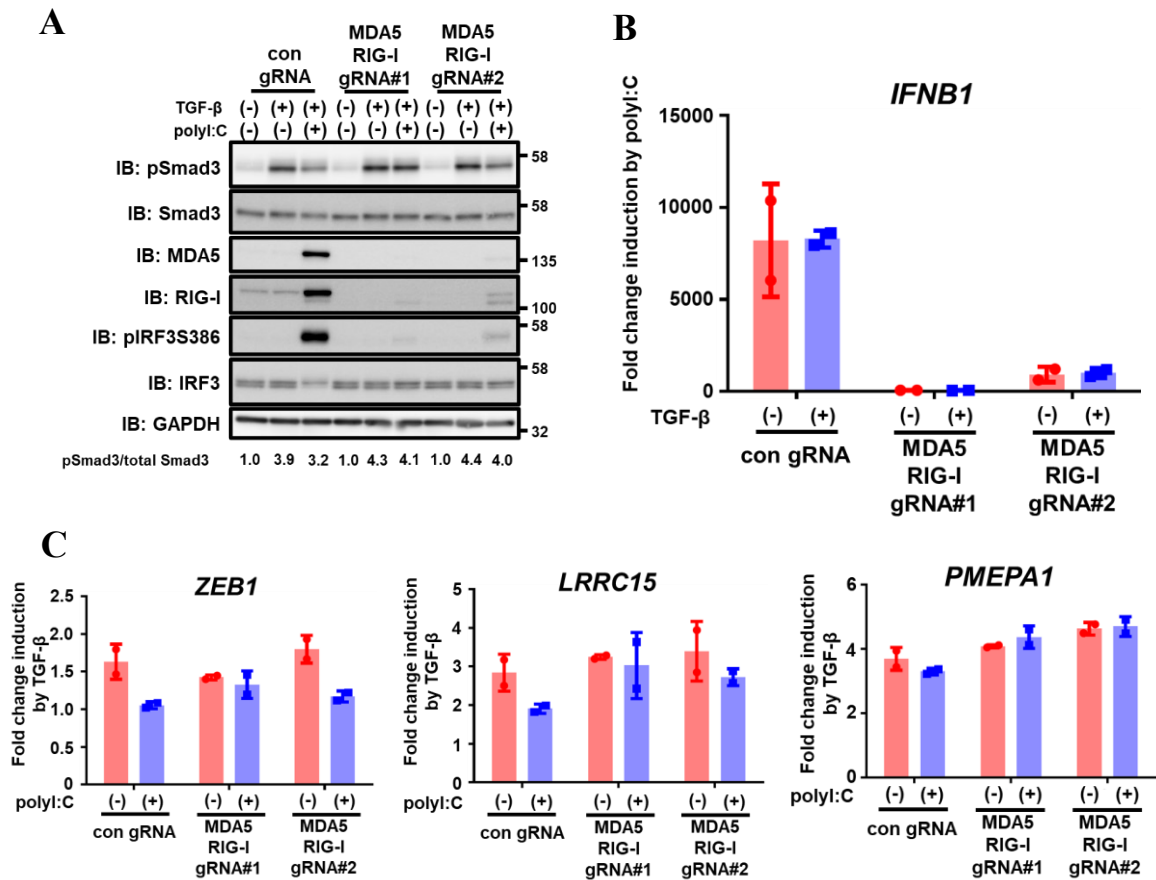 A
con
gRNA
MDA5
RIG-I
gRNA#1
MDA5
RIG-I
gRNA#2
TGF-β (-) (+) (+) (-) (+) (+) (-) (+) (+)
polyI:C (-) (-) (+) (-) (-) (+) (-) (-) (+)
IB: pSmad3 58
IB: Smad3 58
IB: MDA5 135
IB: RIG-I 100
IB: pIRF3S386 58
IB: IRF3 58
IB: GAPDH 32
pSmad3/total Smad3 1.0 3.9 3.2 1.0 4.3 4.1 1.0 4.4 4.0
B
IFNB1
Fold change induction by polyI:C
15000
10000
5000
0
TGF-β (-) (+) (-) (+) (-) (+)
con gRNA
MDA5
RIG-I
gRNA#1
MDA5
RIG-I
gRNA#2
C
ZEB1
Fold change induction
by TGF-β
2.5
2.0
1.5
1.0
0.5
0
polyI:C (-) (+) (-) (+) (-) (+)
con gRNA
MDA5
RIG-I
gRNA#1
MDA5
RIG-I
gRNA#2
LRRC15
Fold change induction
by TGF-β
5
4
3
2
1
0
polyI:C (-) (+) (-) (+) (-) (+)
con gRNA
MDA5
RIG-I
gRNA#1
MDA5
RIG-I
gRNA#2
PMEPA1
Fold change induction
by TGF-β
6
4
2
0
polyI:C (-) (+) (-) (+) (-) (+)
con gRNA
MDA5
RIG-I
gRNA#1
MDA5
RIG-I
gRNA#2